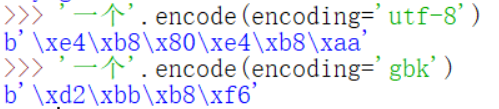 >>> '一个'.encode(encoding='utf-8')
b'\xe4\xb8\x80\xe4\xb8\xaa'
>>> '一个'.encode(encoding='gbk')
b'\xd2\xbb\xb8\xf6'